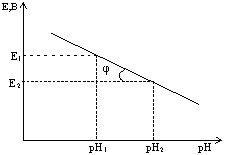 E,B
E₁
φ
E₂
pH₁ pH₂ pH